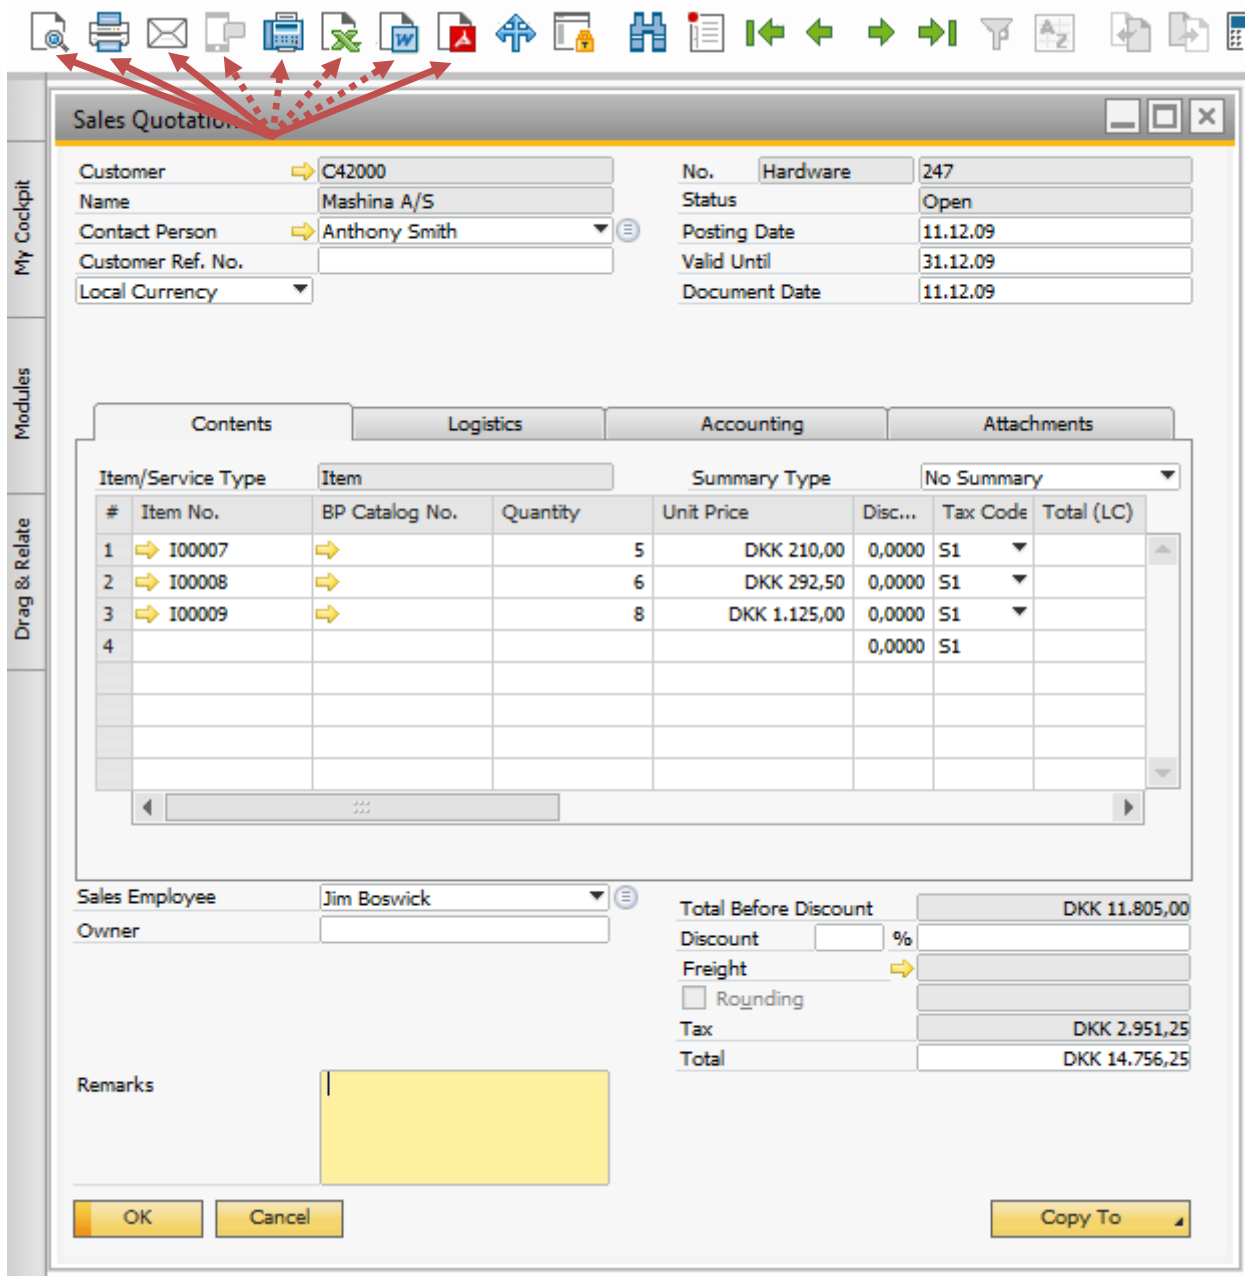 Sales Quotation
My Cockpit
Modules
Drag & Relate
Customer C42000
Name Mashina A/S
Contact Person Anthony Smith
Customer Ref. No.
Local Currency
No. Hardware 247
Status Open
Posting Date 11.12.09
Valid Until 31.12.09
Document Date 11.12.09
Contents Logistics Accounting Attachments
Item/Service Type Item Summary Type No Summary
# Item No. BP Catalog No. Quantity Unit Price Disc... Tax Code Total (LC)
1 I00007 5 DKK 210,00 0,0000 S1
2 I00008 6 DKK 292,50 0,0000 S1
3 I00009 8 DKK 1.125,00 0,0000 S1
4 0,0000 S1
Sales Employee Jim Boswick
Owner
Total Before Discount DKK 11.805,00
Discount %
Freight
Rounding
Tax DKK 2.951,25
Total DKK 14.756,25
Remarks
OK Cancel Copy To